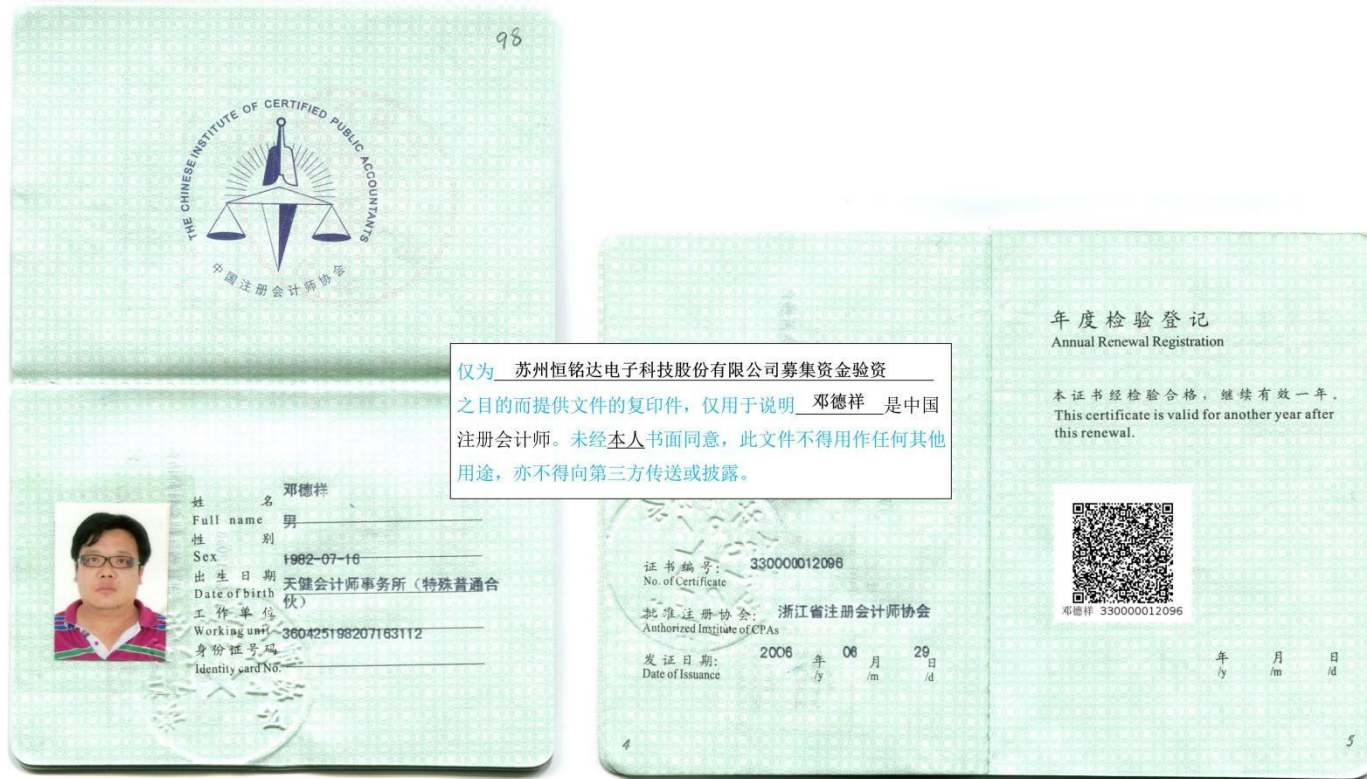 98
THE CHINESE INSTITUTE OF CERTIFIED PUBLIC ACCOUNTANTS
中国注册会计师协会
姓 名 邓德祥
Full name
性 别 男
Sex
出生日期 1982-07-16
Date of birth
工作单位 天健会计师事务所（特殊普通合
伙）
Working unit
身份证号码 360425198207163112
Identity card No.
仅为 苏州恒铭达电子科技股份有限公司募集资金验资
之目的而提供文件的复印件，仅用于说明 邓德祥 是中国
注册会计师。未经本人书面同意，此文件不得用作任何其他
用途，亦不得向第三方传送或披露。
证书编号: 330000012096
No. of Certificate
批准注册协会: 浙江省注册会计师协会
Authorized Institute of CPAs
发证日期: 2006 年 06 月 29 日
Date of Issuance /y /m /d
4
年度检验登记
Annual Renewal Registration
本证书经检验合格，继续有效一年.
This certificate is valid for another year after
this renewal.
邓德祥 330000012096
年 月 日
/y /m /d
5